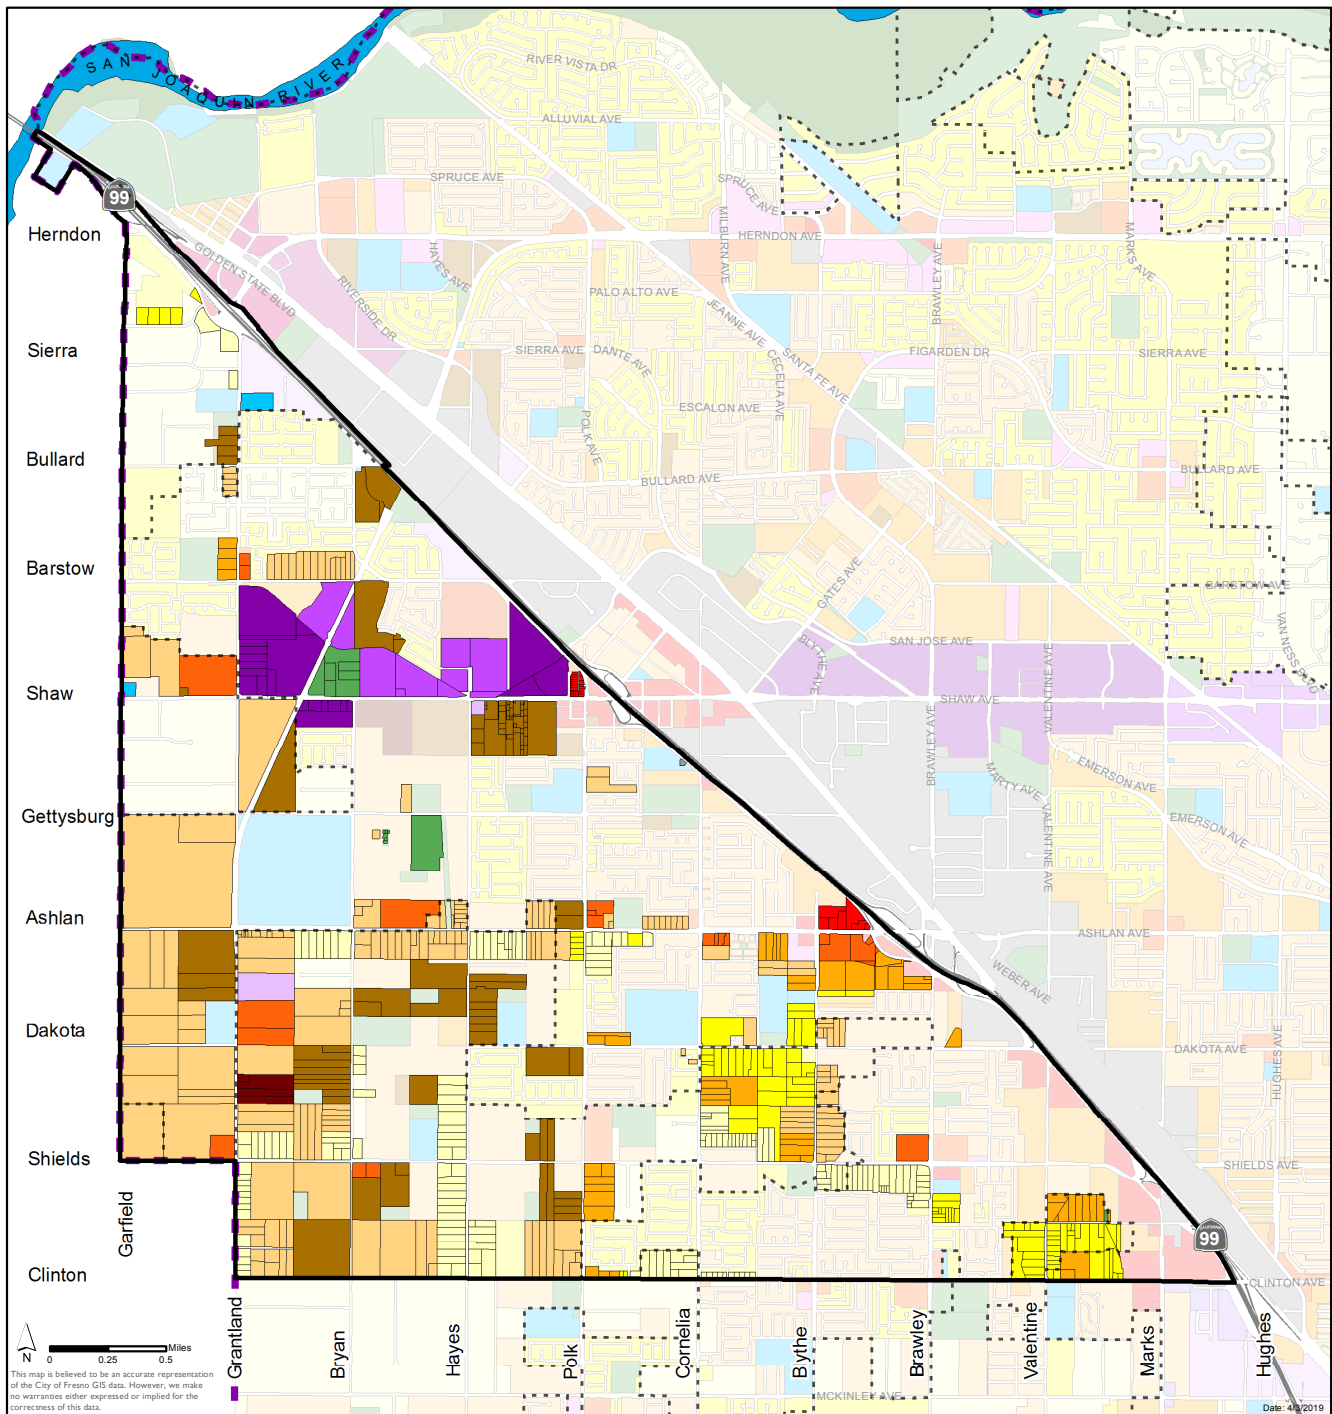 SAN JOAQUIN RIVER
RIVER VISTA DR
ALLUVIAL AVE
SPRUCE AVE
SPRUCE AVE
CALIFORNIA
99
Herndon
MILBURN AVE
HERNDON AVE
MARKS AVE
GOLDEN STATE BLVD
HAYES AVE
BRAWLEY AVE
RIVERSIDE DR
PALO ALTO AVE
JEANNE AVE
Sierra
SIERRA AVE
DANTE AVE
CECELIA AVE
SANTA FE AVE
FIGARDEN DR
SIERRA AVE
ESCALON AVE
POLK AVE
Bullard
BULLARD AVE
BULLARD AVE
Barstow
GATES AVE
BARSTOW AVE
VAN NESS BLVD
BLYTHE AVE
SAN JOSE AVE
VALENTINE AVE
Shaw
SHAW AVE
BRAWLEY AVE
MARTY AVE
EMERSON AVE
VALENTINE AVE
Gettysburg
EMERSON AVE
Ashlan
ASHLAN AVE
WEBER AVE
Dakota
DAKOTA AVE
HUGHES AVE
Shields
SHIELDS AVE
Garfield
CALIFORNIA
99
Clinton
CLINTON AVE
Grantland
Bryan
Hayes
Polk
Cornelia
Blythe
Brawley
Valentine
Marks
Hughes
N
0 0.25 0.5 Miles
This map is believed to be an accurate representation
of the City of Fresno GIS data. However, we make
no warranties either expressed or implied for the
correctness of this data.
MCKINLEY AVE
Date: 4/3/2019